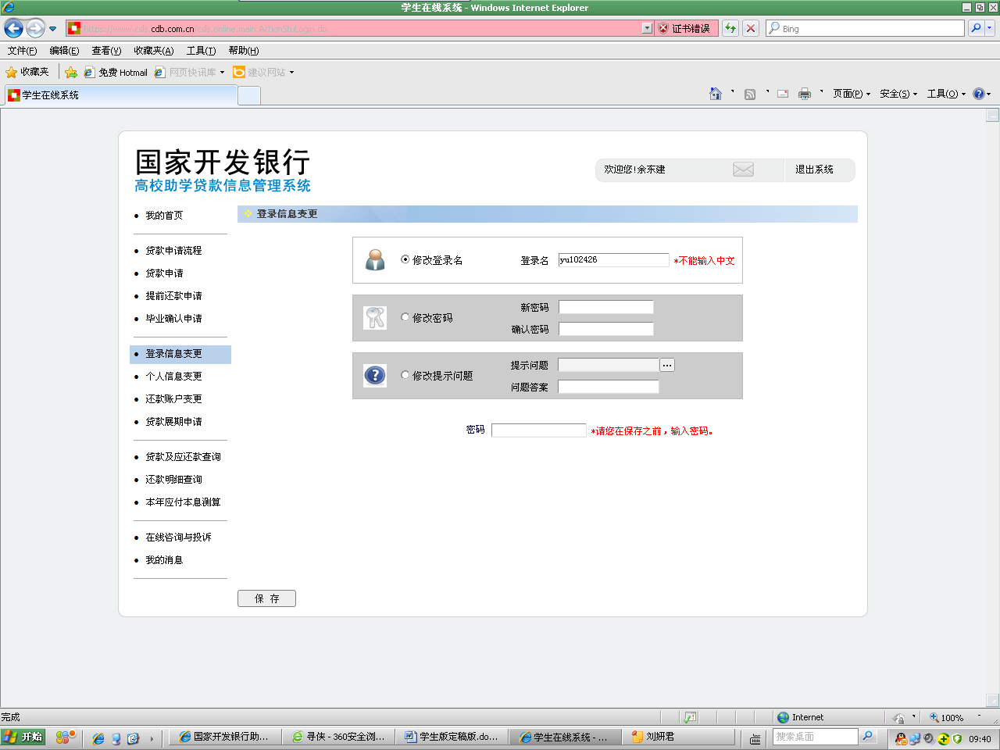 学生在线系统 - Windows Internet Explorer
https://www.csls.cdb.com.cn/csls.online.main.ActionStuLogin.do
证书错误
Bing
文件(F) 编辑(E) 查看(V) 收藏夹(A) 工具(T) 帮助(H)
收藏夹 免费 Hotmail 网页快讯库 建议网站
学生在线系统
页面(P) 安全(S) 工具(O)
国家开发银行
高校助学贷款信息管理系统
欢迎您!余东建
退出系统
我的首页
贷款申请流程
贷款申请
提前还款申请
毕业确认申请
登录信息变更
个人信息变更
还款账户变更
贷款展期申请
贷款及应还款查询
还款明细查询
本年应付本息测算
在线咨询与投诉
我的消息
登录信息变更
修改登录名 登录名 yu102426 *不能输入中文
修改密码
新密码
确认密码
修改提示问题
提示问题 ...
问题答案
密码 *请您在保存之前，输入密码。
保 存
完成
Internet
100%
开始
国家开发银行助...
寻侠 - 360安全浏...
学生版定稿版.do...
学生在线系统 - ...
刘妍君
搜索桌面
09:40